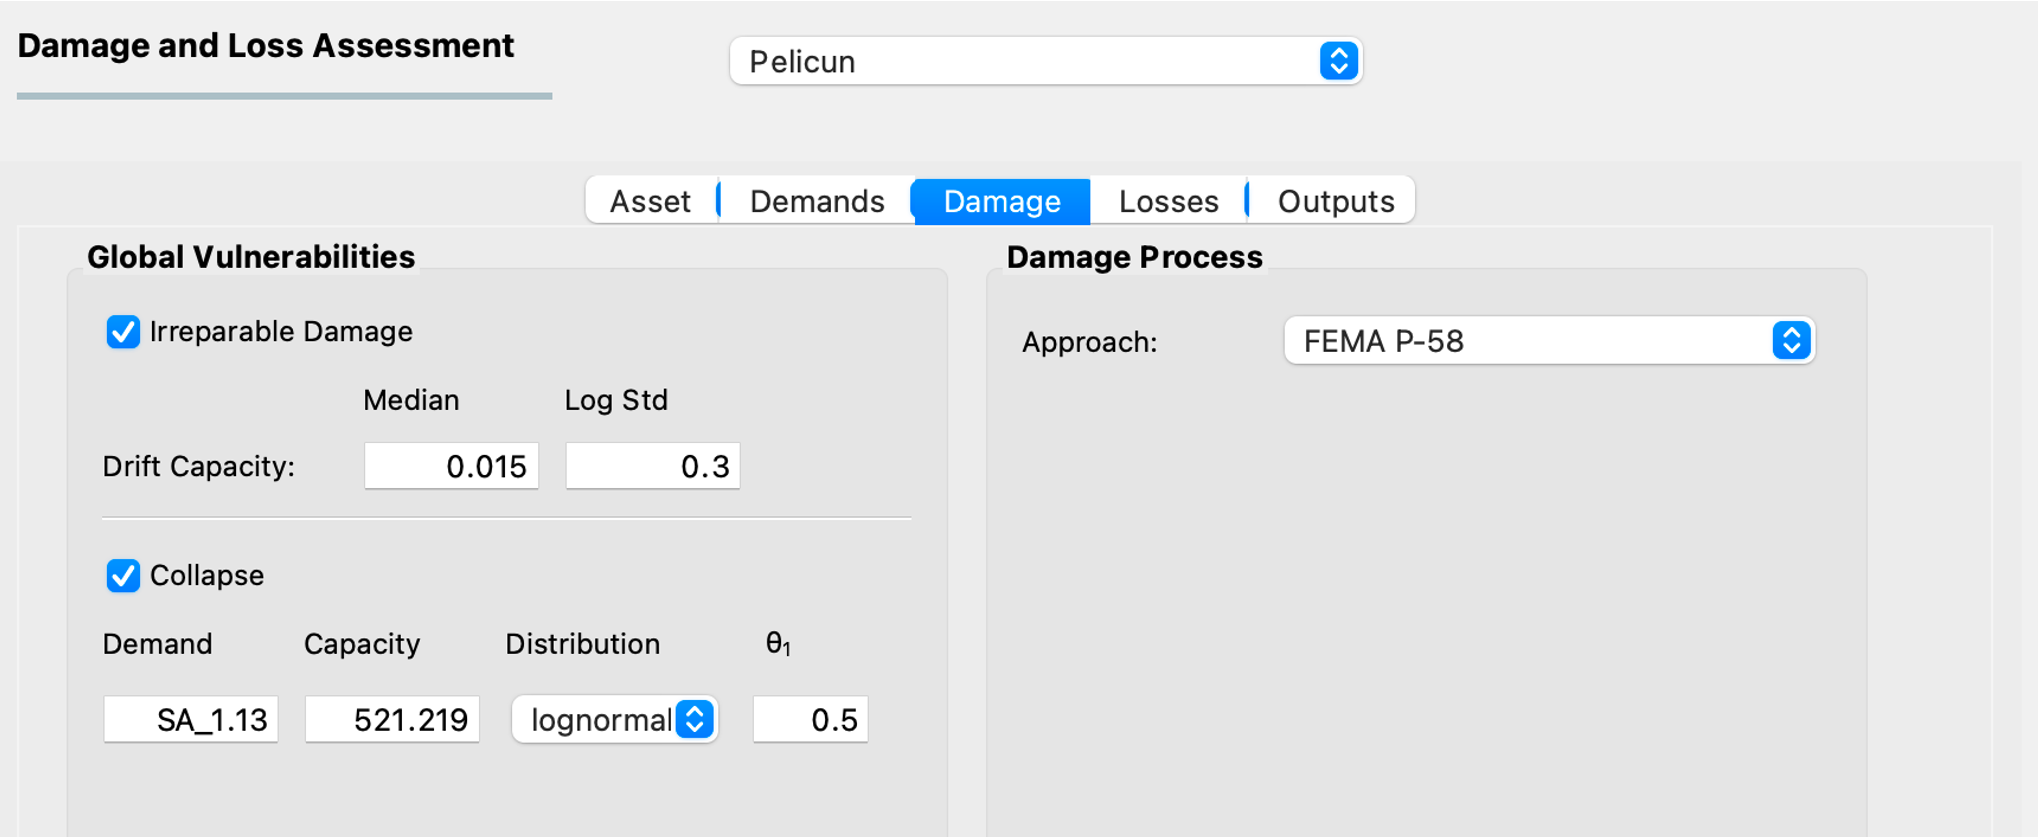 Damage and Loss Assessment
Pelicun
Asset Demands Damage Losses Outputs
Global Vulnerabilities
Irreparable Damage
Median Log Std
Drift Capacity: 0.015 0.3
Collapse
Demand Capacity Distribution θ₁
SA_1.13 521.219 lognormal 0.5
Damage Process
Approach: FEMA P-58